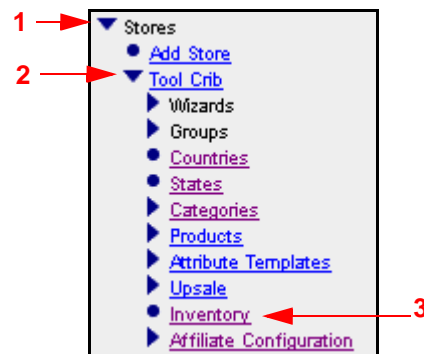 1 Stores
Add Store
2 Tool Crib
Wizards
Groups
Countries
States
Categories
Products
Attribute Templates
Upsale
Inventory 3
Affiliate Configuration